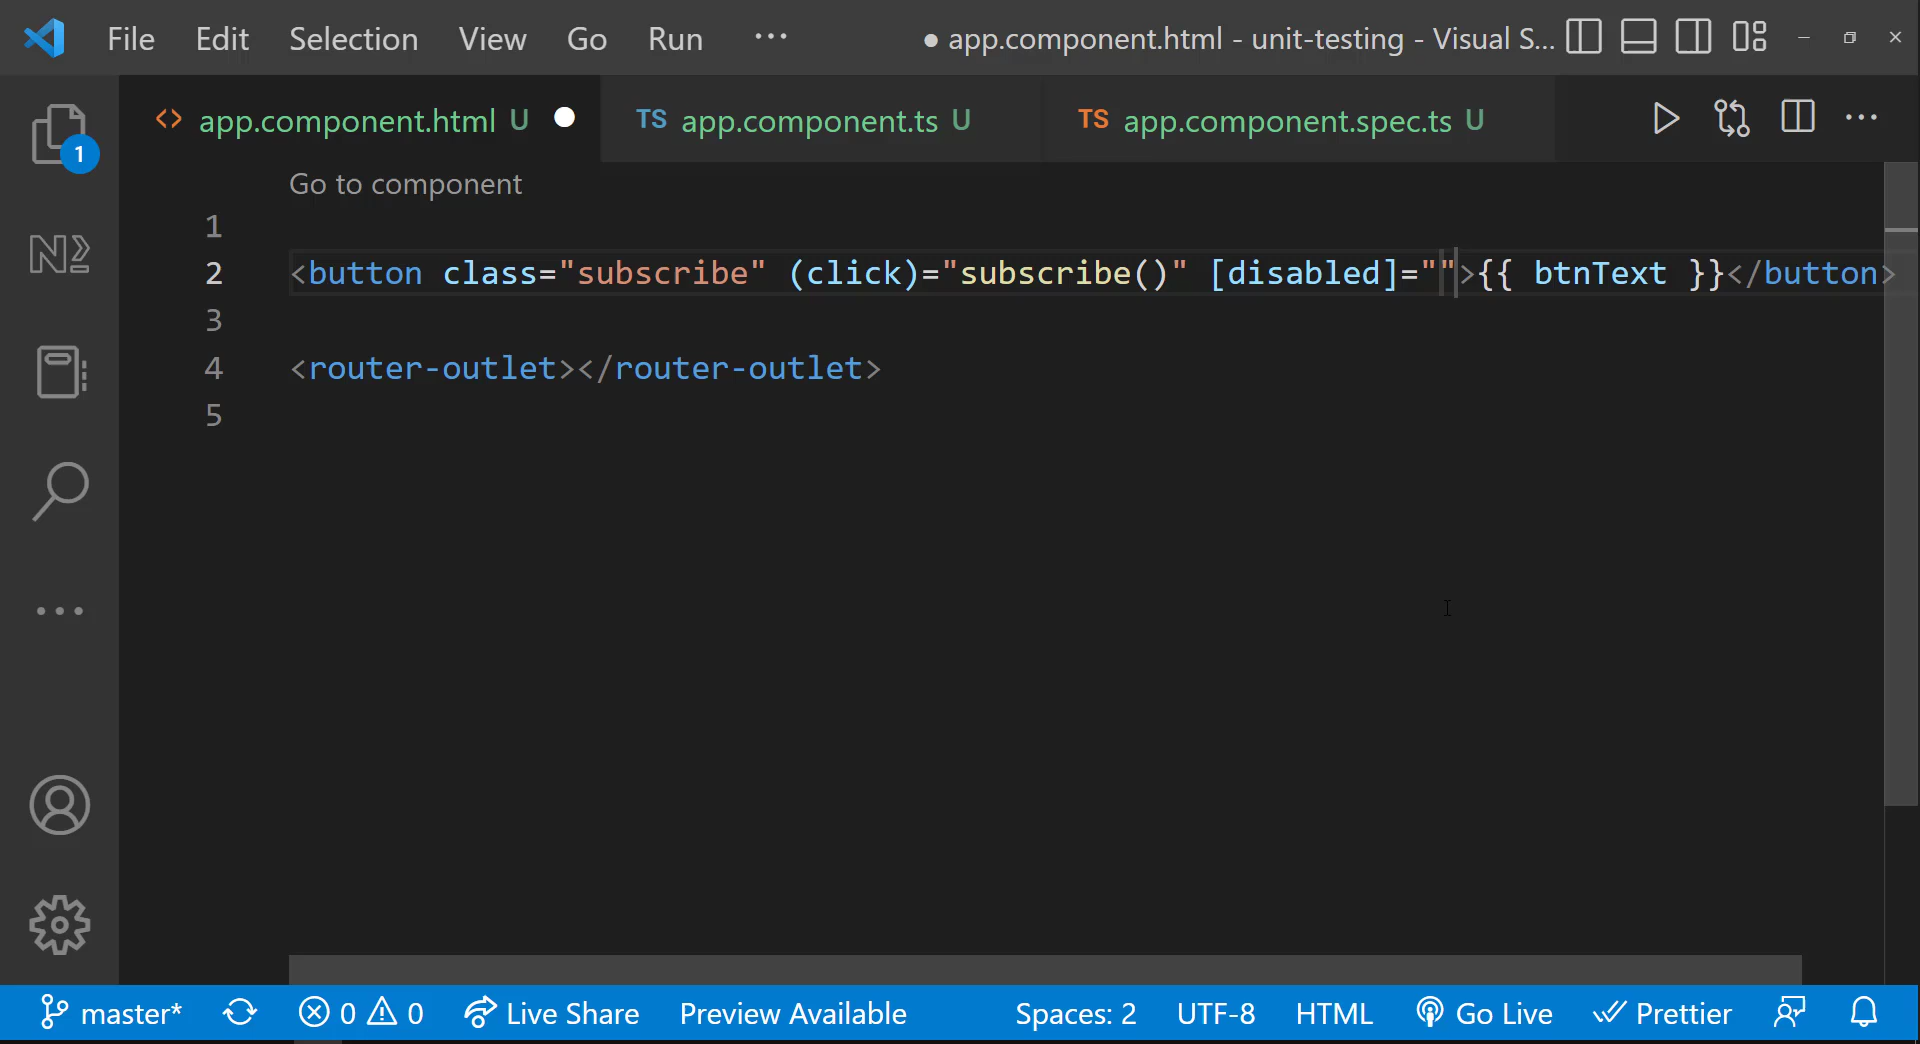 File Edit Selection View Go Run ··· ● app.component.html - unit-testing - Visual S...
<> app.component.html U ● TS app.component.ts U TS app.component.spec.ts U
1
Go to component
1
2 <button class="subscribe" (click)="subscribe()" [disabled]="">{{ btnText }}</button>
3
4 <router-outlet></router-outlet>
5
master* 0 0 Live Share Preview Available Spaces: 2 UTF-8 HTML Go Live Prettier